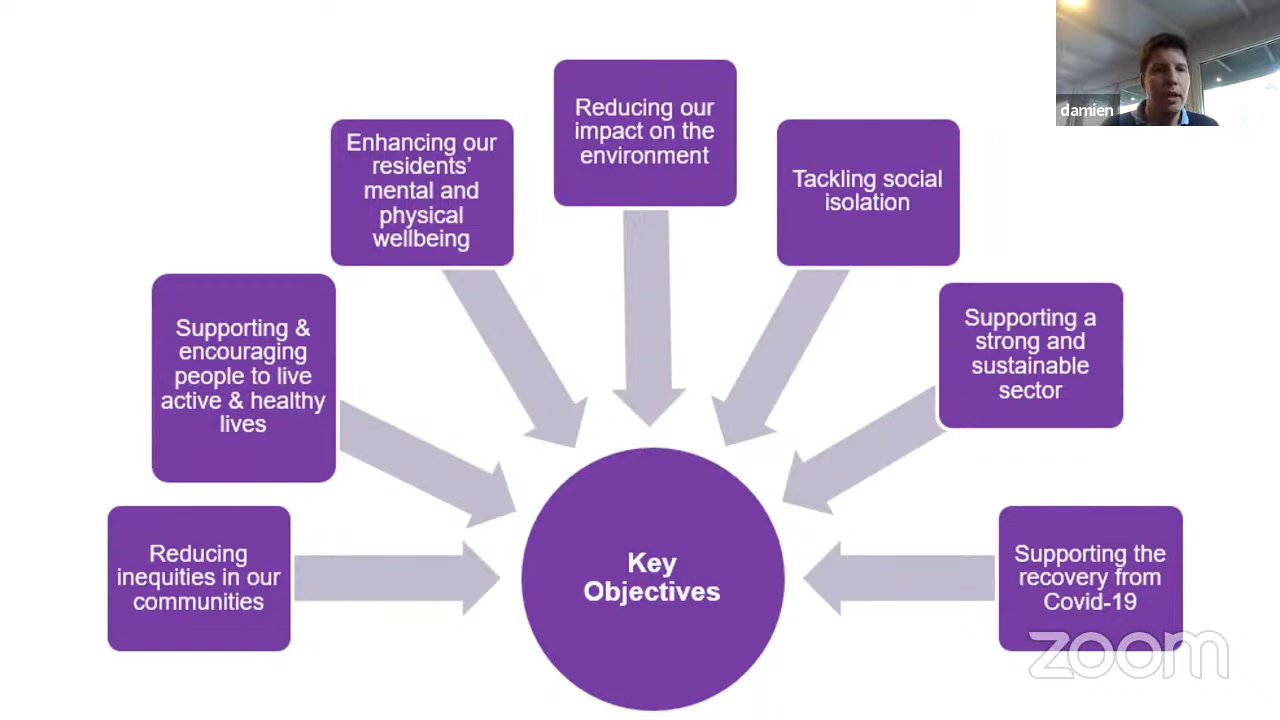 Reducing our
impact on the
environment
damien
Enhancing our
residents’
mental and
physical
wellbeing
Tackling social
isolation
Supporting &
encouraging
people to live
active & healthy
lives
Supporting a
strong and
sustainable
sector
Reducing
inequities in our
communities
Key
Objectives
Supporting the
recovery from
Covid-19
zoom